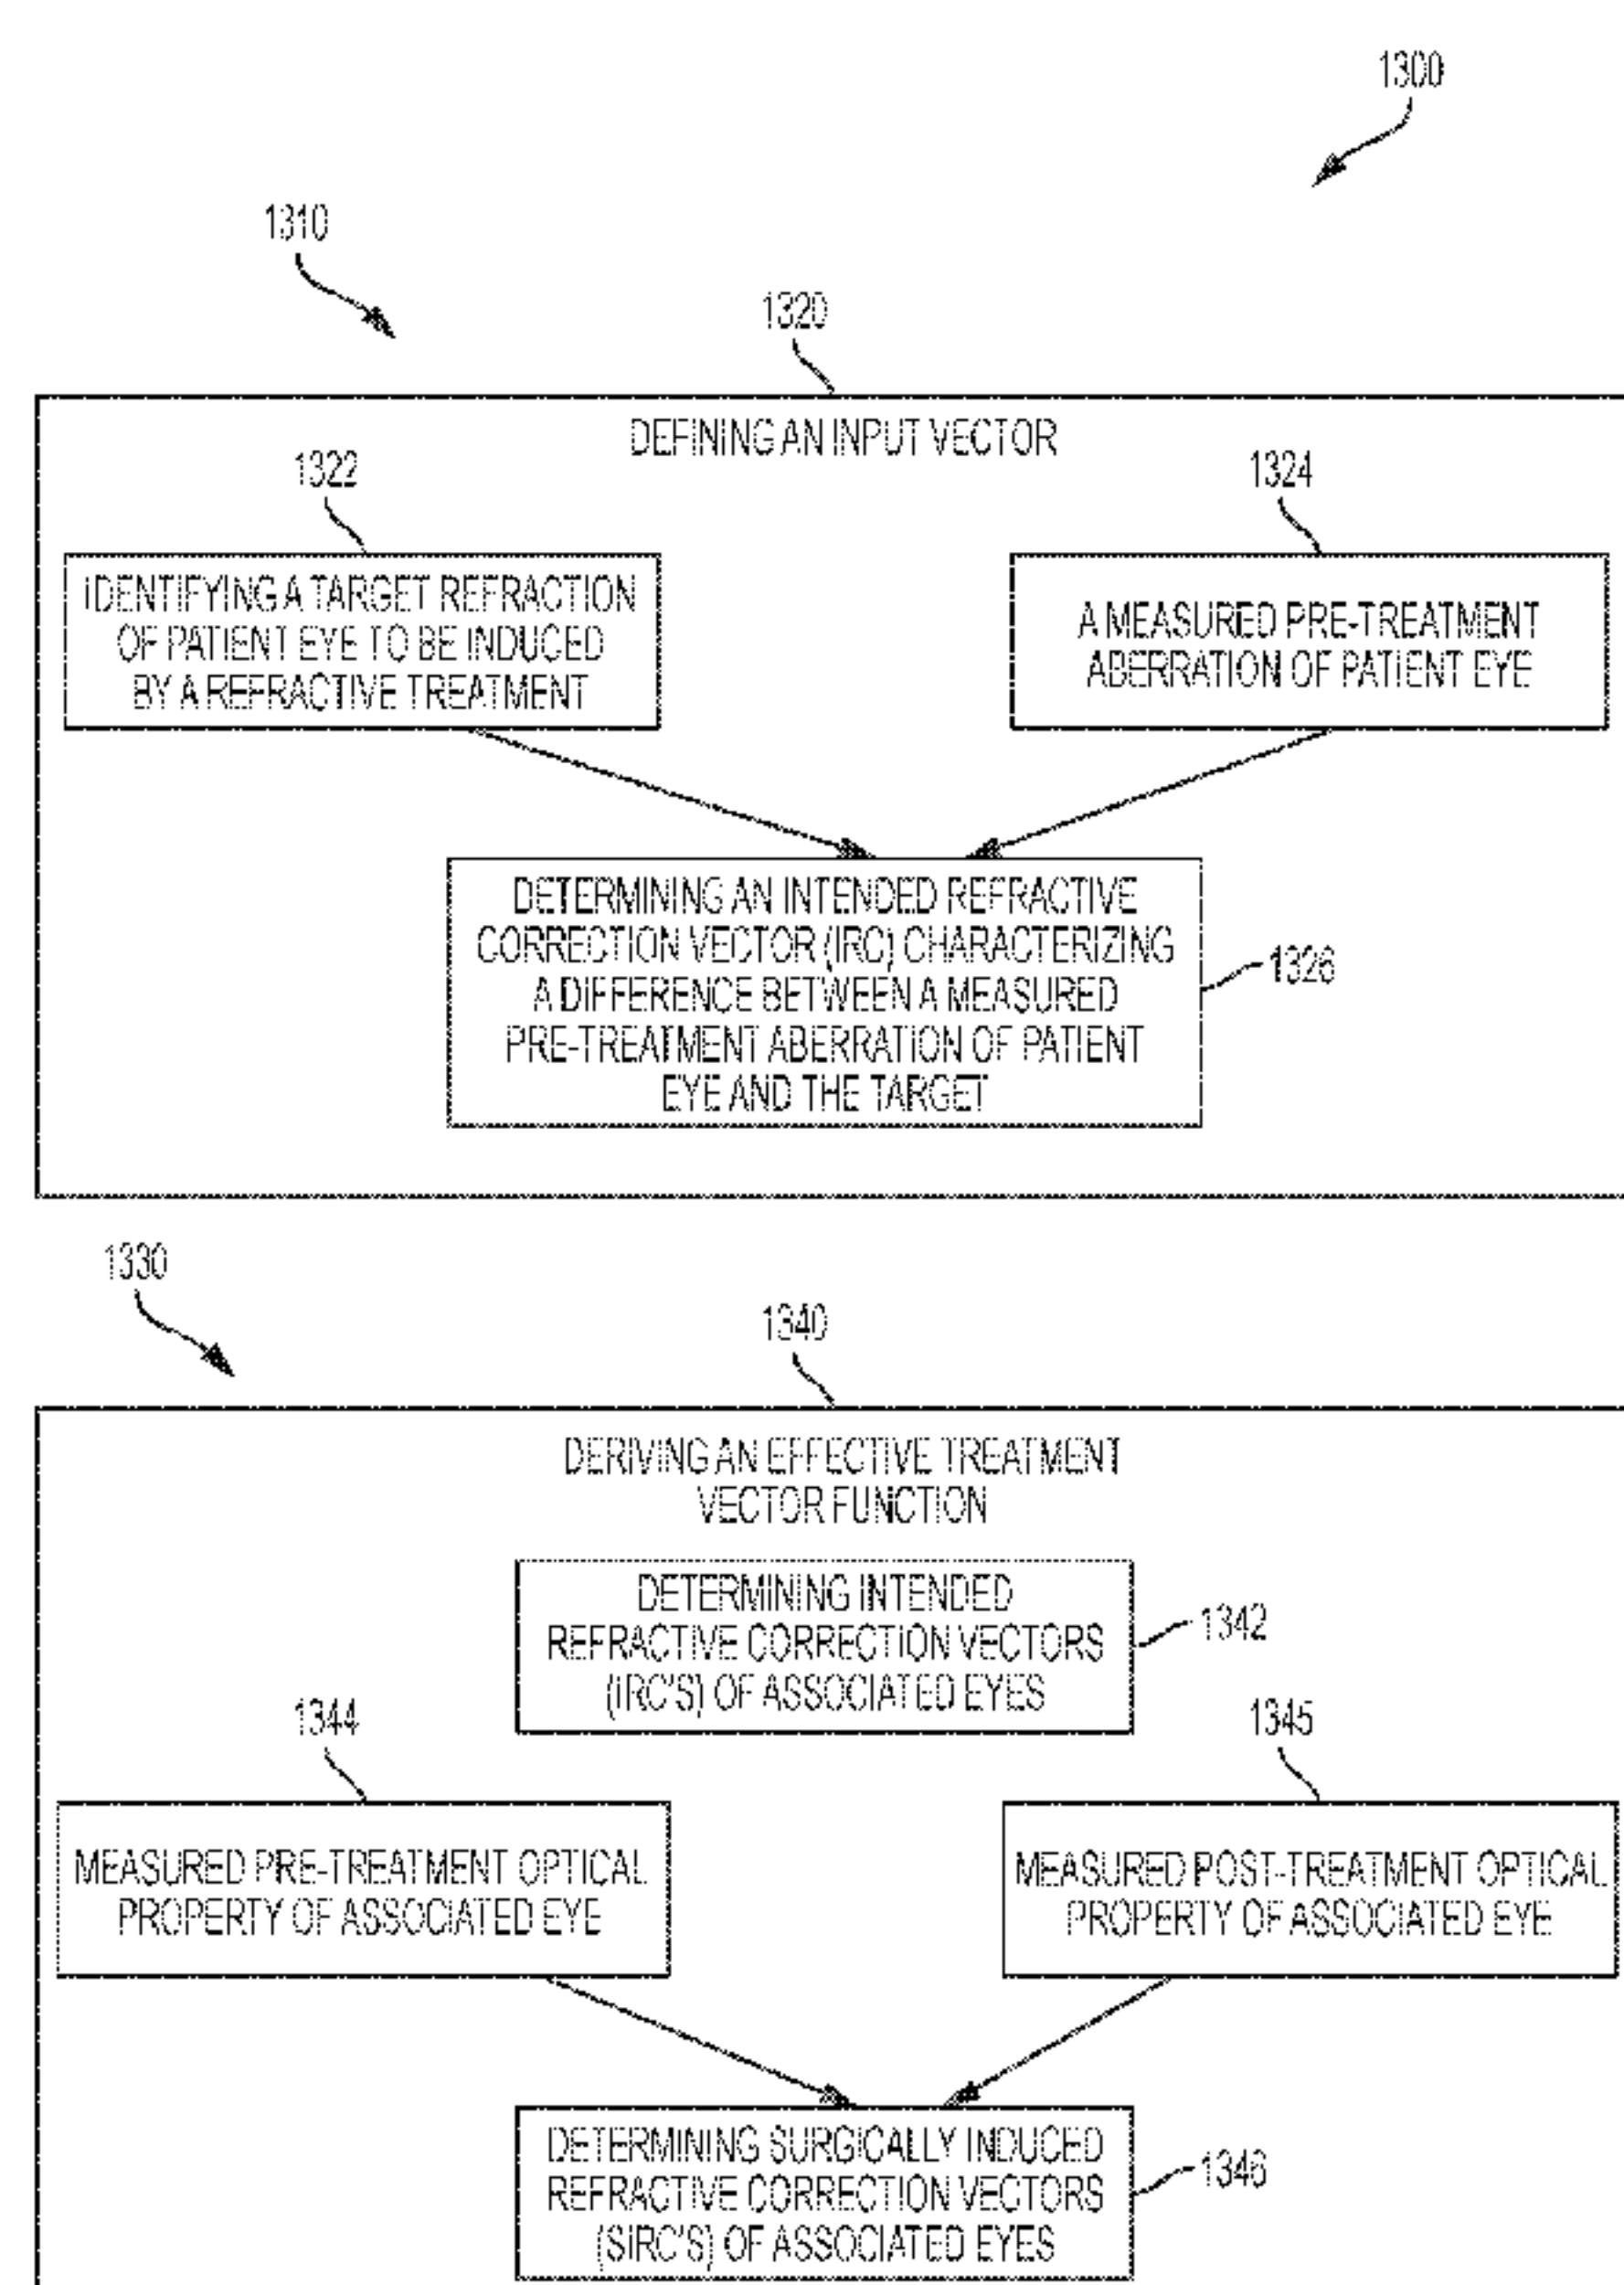 1300
1310
1320
DEFINING AN INPUT VECTOR
1322
1324
IDENTIFYING A TARGET REFRACTION
OF PATIENT EYE TO BE INDUCED
BY A REFRACTIVE TREATMENT
A MEASURED PRE-TREATMENT
ABERRATION OF PATIENT EYE
DETERMINING AN INTENDED REFRACTIVE
CORRECTION VECTOR (IRC) CHARACTERIZING
A DIFFERENCE BETWEEN A MEASURED
PRE-TREATMENT ABERRATION OF PATIENT
EYE AND THE TARGET
1326
1330
1340
DERIVING AN EFFECTIVE TREATMENT
VECTOR FUNCTION
DETERMINING INTENDED
REFRACTIVE CORRECTION VECTORS
(IRC'S) OF ASSOCIATED EYES
1342
1344
1345
MEASURED PRE-TREATMENT OPTICAL
PROPERTY OF ASSOCIATED EYE
MEASURED POST-TREATMENT OPTICAL
PROPERTY OF ASSOCIATED EYE
DETERMINING SURGICALLY INDUCED
REFRACTIVE CORRECTION VECTORS
(SIRC'S) OF ASSOCIATED EYES
1346